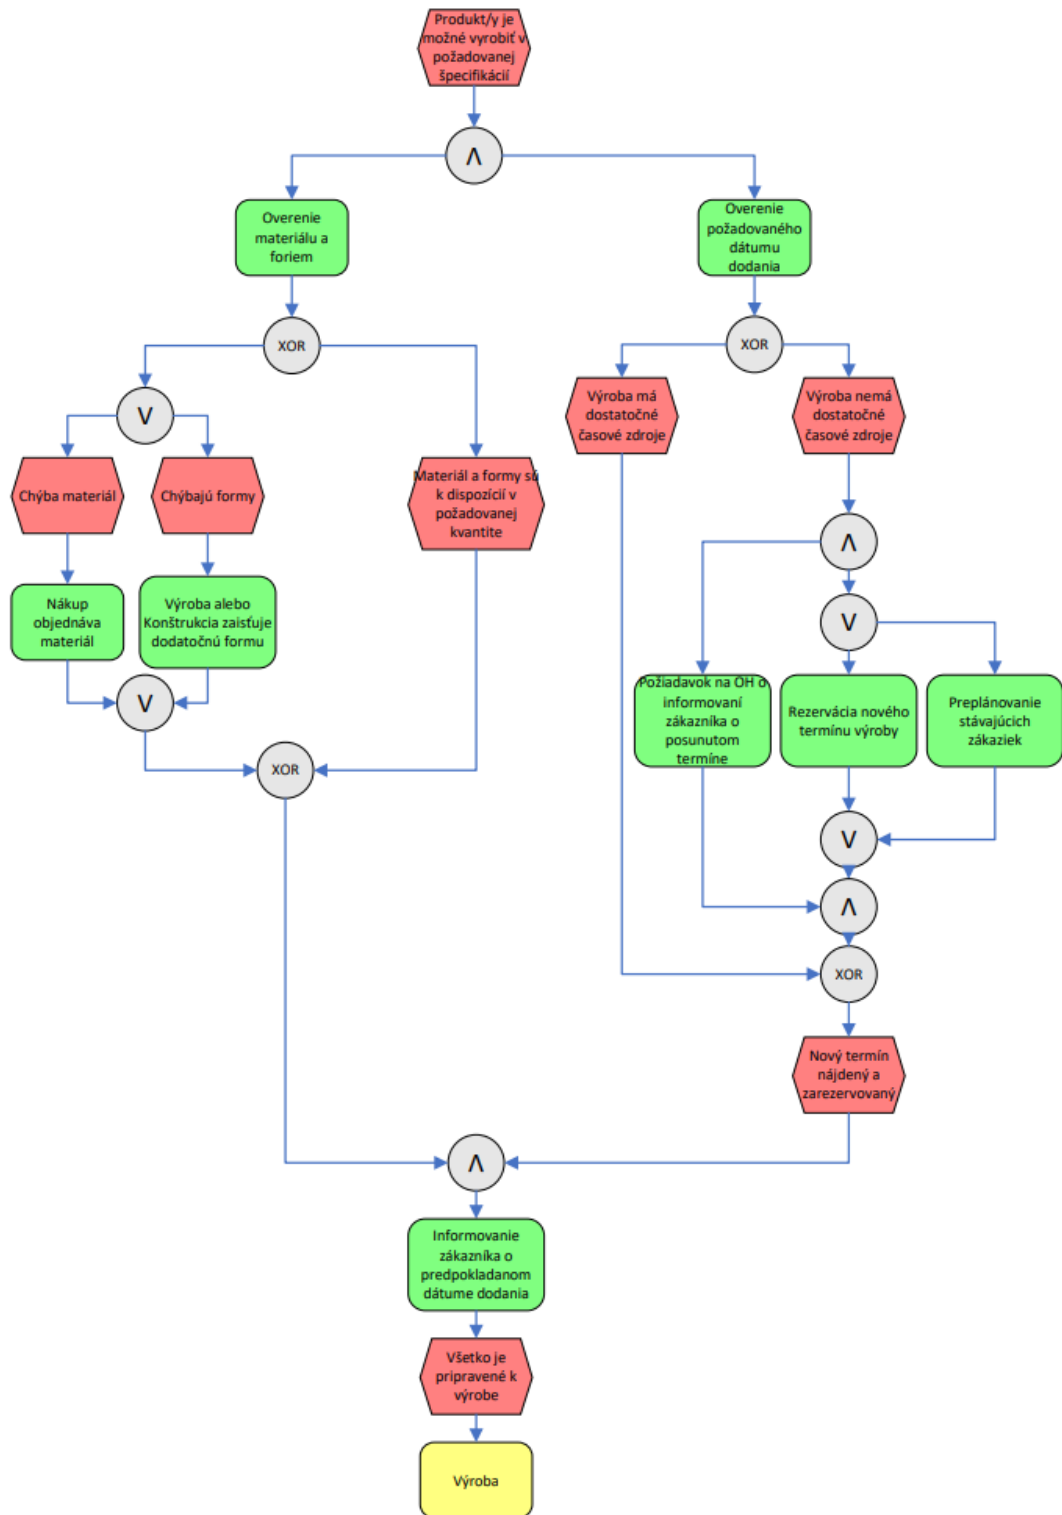 Produkt/y je
možné vyrobiť v
požadovanej
špecifikácií
Λ
Overenie
materiálu a
foriem
Overenie
požadovaného
dátumu
dodania
XOR
XOR
V
Výroba má
dostatočné
časové zdroje
Výroba nemá
dostatočné
časové zdroje
Chýba materiál
Chýbajú formy
Materiál a formy sú
k dispozícií v
požadovanej
kvantite
Λ
V
Nákup
objednáva
materiál
Výroba alebo
Konštrukcia zaisťuje
dodatočnú formu
Požiadavok na OH o
informovaní
zákazníka o
posunutom
termíne
Rezervácia nového
termínu výroby
Preplánovanie
stávajúcich
zákaziek
V
XOR
V
Λ
XOR
Nový termín
nájdený a
zarezervovaný
Λ
Informovanie
zákazníka o
predpokladanom
dátume dodania
Všetko je
pripravené k
výrobe
Výroba